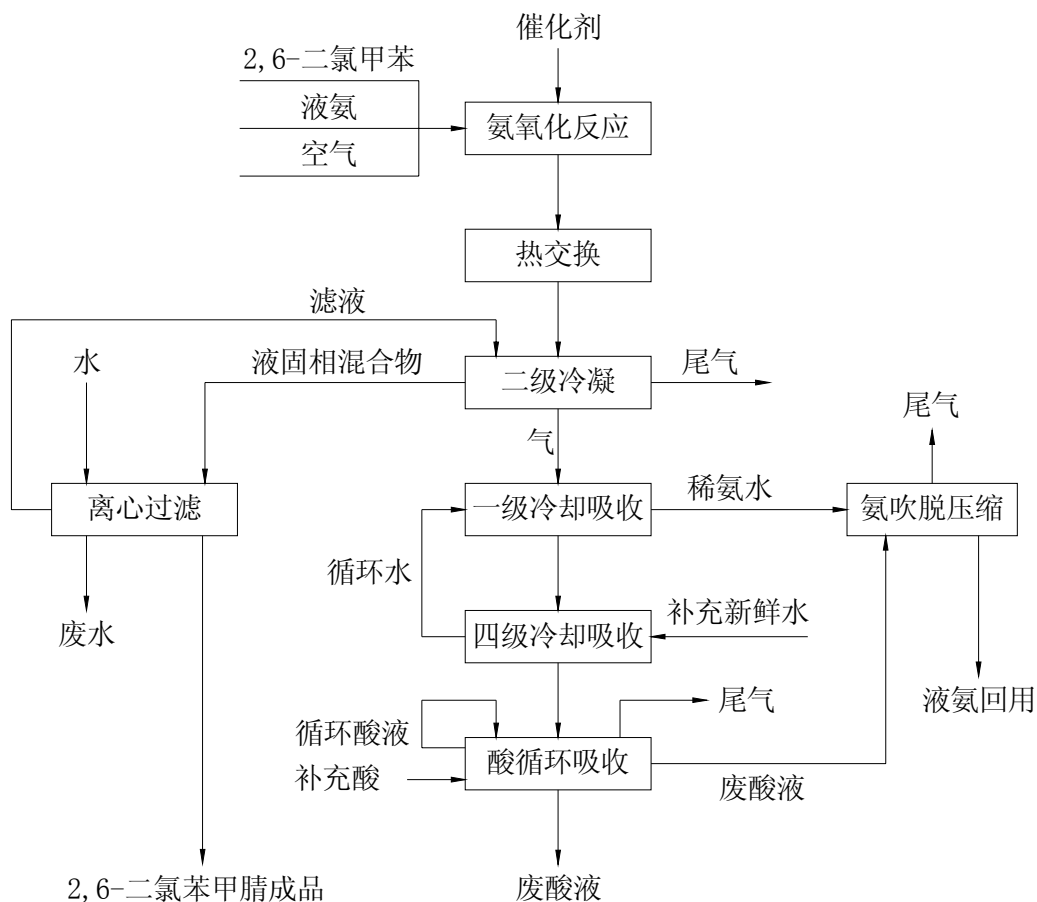 催化剂
2,6-二氯甲苯
液氨
空气
氨氧化反应
热交换
滤液
水
液固相混合物
二级冷凝
尾气
气
尾气
离心过滤
一级冷却吸收
稀氨水
氨吹脱压缩
循环水
废水
四级冷却吸收
补充新鲜水
液氨回用
循环酸液
尾气
补充酸
酸循环吸收
废酸液
2,6-二氯苯甲腈成品
废酸液